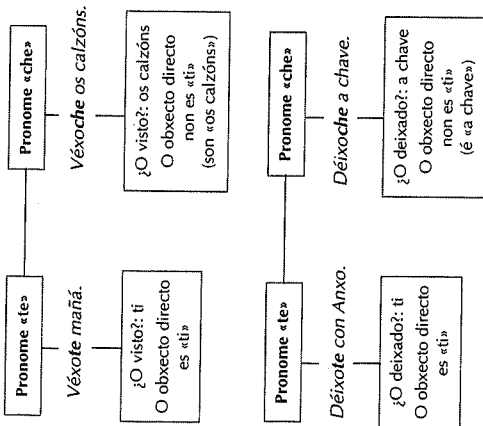 Pronome «te»
Véxote mañá.
¿O visto?: ti
O obxecto directo
es «ti»
Pronome «che»
Véxoche os calzóns.
¿O visto?: os calzóns
O obxecto directo
non es «ti»
(son «os calzóns»)
Pronome «te»
Déixote con Anxo.
¿O deixado?: ti
O obxecto directo
es «ti»
Pronome «che»
Déixoche a chave.
¿O deixado?: a chave
O obxecto directo
non es «ti»
(é «a chave»)